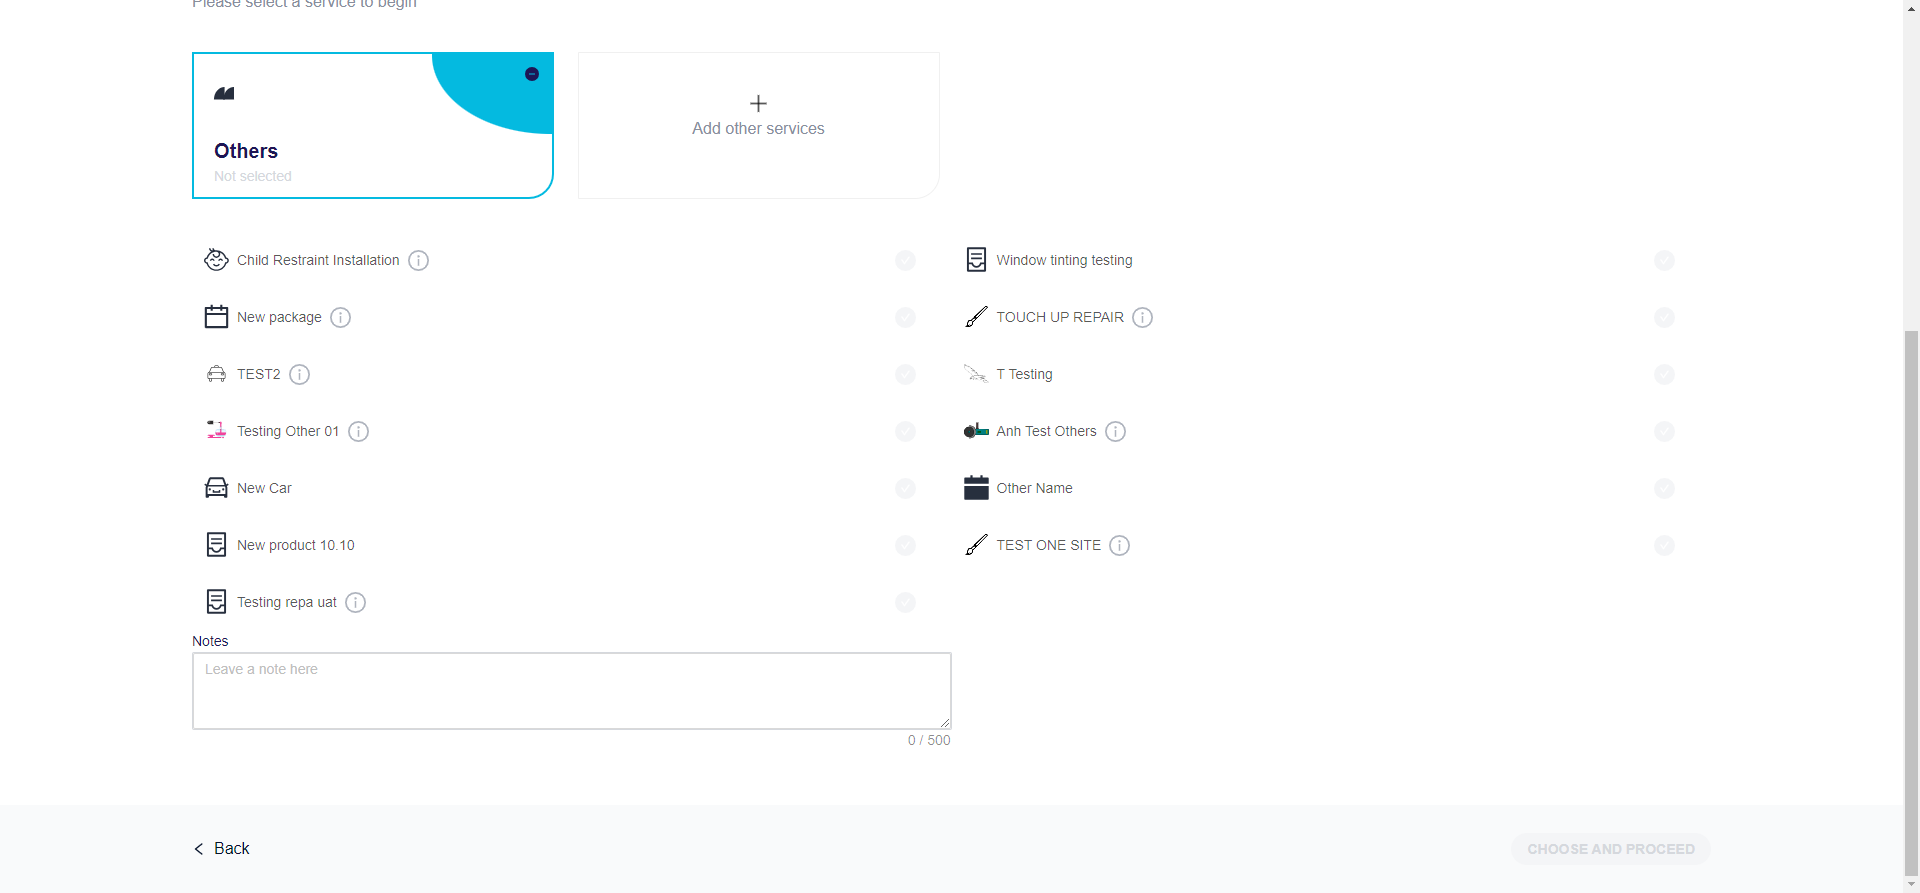 Please select a service to begin
Others
Not selected
Add other services
Child Restraint Installation
Window tinting testing
New package
TOUCH UP REPAIR
TEST2
T Testing
Testing Other 01
Anh Test Others
New Car
Other Name
New product 10.10
TEST ONE SITE
Testing repa uat
Notes
Leave a note here
0 / 500
Back
CHOOSE AND PROCEED